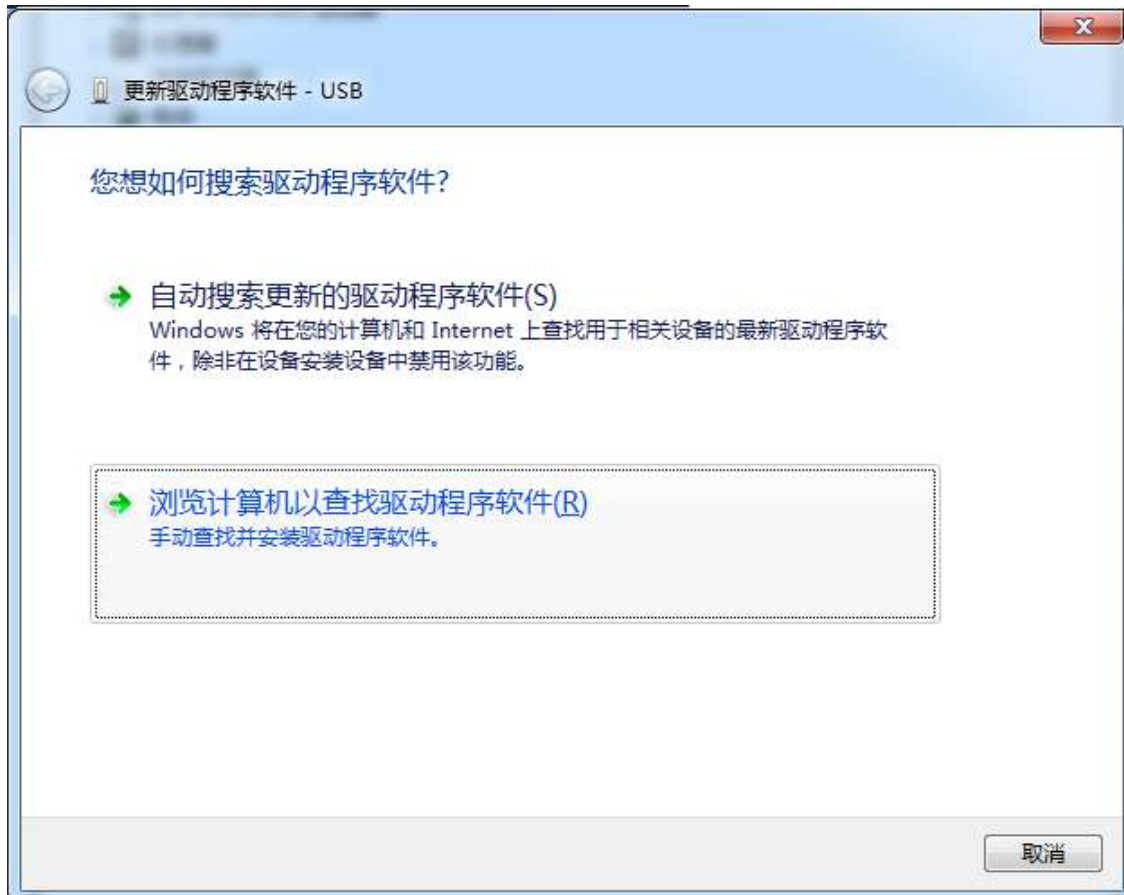 更新驱动程序软件 - USB
您想如何搜索驱动程序软件?
自动搜索更新的驱动程序软件(S)
Windows 将在您的计算机和 Internet 上查找用于相关设备的最新驱动程序软
件，除非在设备安装设备中禁用该功能。
浏览计算机以查找驱动程序软件(R)
手动查找并安装驱动程序软件。
取消